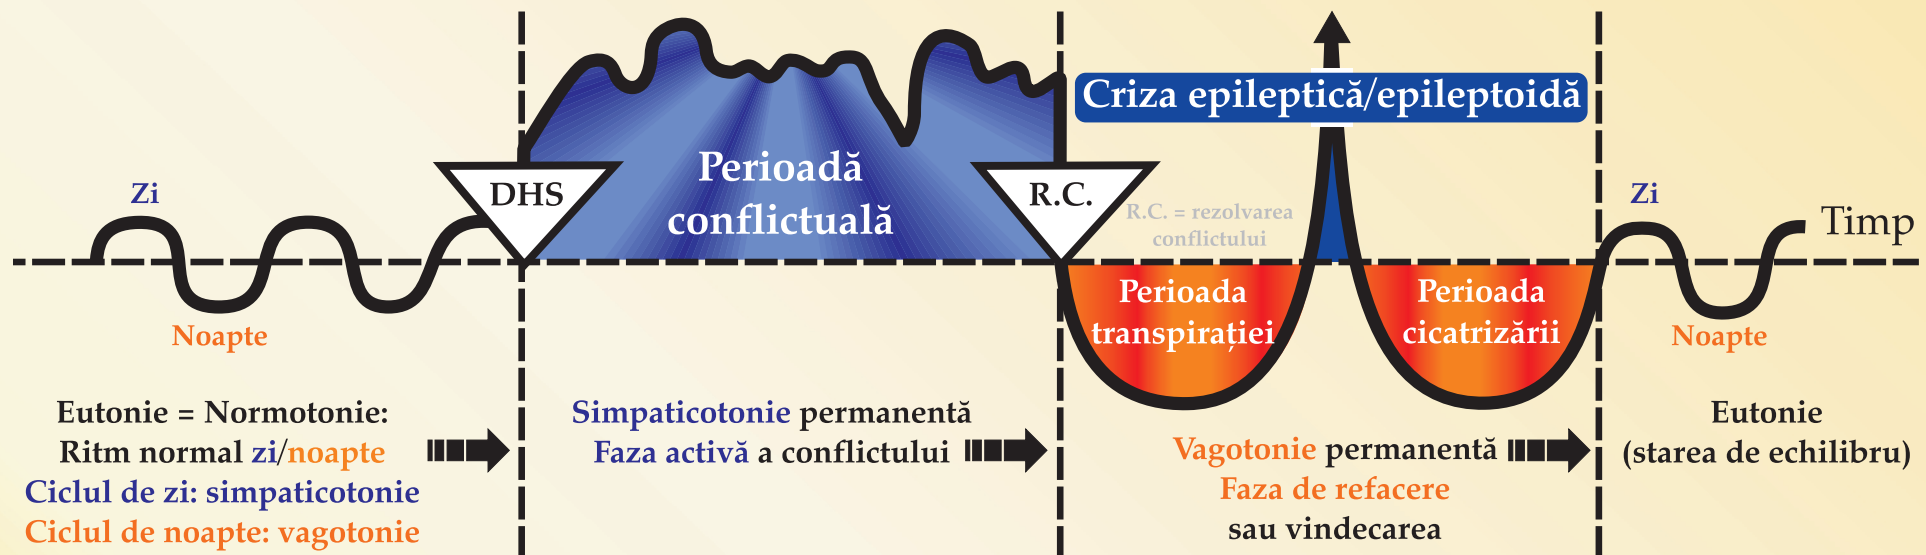 Zi
Noapte
Eutonie = Normotonie:
Ritm normal zi/noapte
Ciclul de zi: simpaticotonie
Ciclul de noapte: vagotonie
DHS
Perioadă
conflictuală
Simpaticotonie permanentă
Faza activă a conflictului
R.C.
R.C. = rezolvarea
conflictului
Criza epileptică/epileptoidă
Perioada
transpirației
Perioada
cicatrizării
Vagotonie permanentă
Faza de refacere
sau vindecarea
Zi
Timp
Noapte
Eutonie
(starea de echilibru)